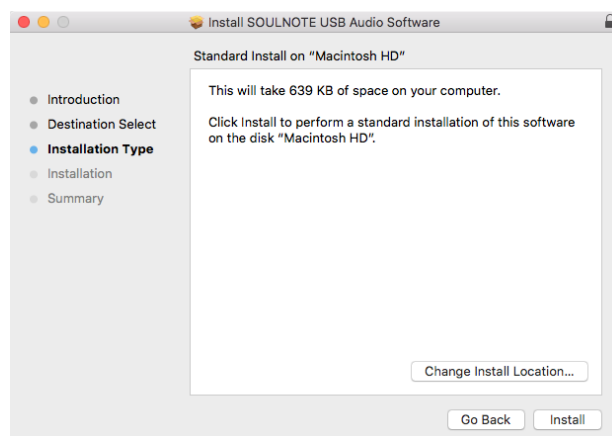 Install SOULNOTE USB Audio Software
Standard Install on “Macintosh HD”
Introduction
Destination Select
Installation Type
Installation
Summary
This will take 639 KB of space on your computer.
Click Install to perform a standard installation of this software
on the disk “Macintosh HD”.
Change Install Location...
Go Back
Install